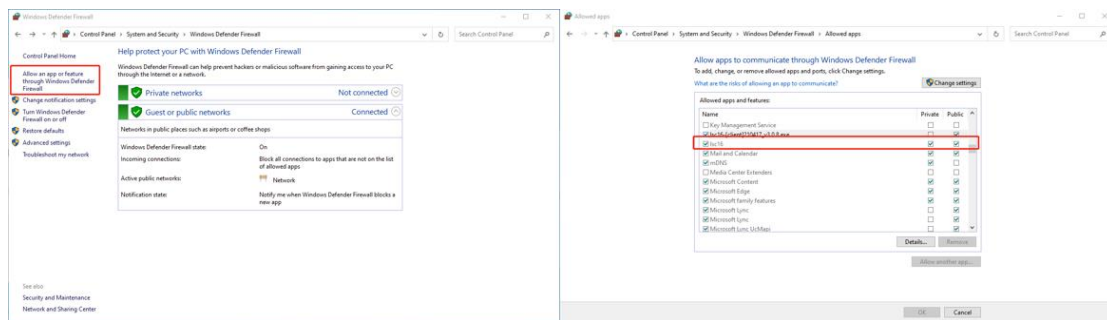 Windows Defender Firewall
Control Panel > System and Security > Windows Defender Firewall
Search Control Panel
Control Panel Home
Allow an app or feature
through Windows Defender
Firewall
Change notification settings
Turn Windows Defender
Firewall on or off
Restore defaults
Advanced settings
Troubleshoot my network
See also
Security and Maintenance
Network and Sharing Center
Help protect your PC with Windows Defender Firewall
Windows Defender Firewall can help prevent hackers or malicious software from gaining access to your PC
through the Internet or a network.
Private networks Not connected
Guest or public networks Connected
Networks in public places such as airports or coffee shops
Windows Defender Firewall state: On
Incoming connections: Block all connections to apps that are not on the list
of allowed apps
Active public networks: Network
Notification state: Notify me when Windows Defender Firewall blocks a
new app
Allowed apps
Control Panel > System and Security > Windows Defender Firewall > Allowed apps
Search Control Panel
Allow apps to communicate through Windows Defender Firewall
To add, change, or remove allowed apps and ports, click Change settings.
What are the risks of allowing an app to communicate? Change settings
Allowed apps and features:
Name Private Public
Key Management Service
lsc16
Mail and Calendar
mDNS
Media Center Extenders
Microsoft Content
Microsoft Edge
Microsoft family features
Microsoft Lync
Microsoft Lync
Microsoft Lync UcMapi
Details... Remove
Allow another app...
OK Cancel